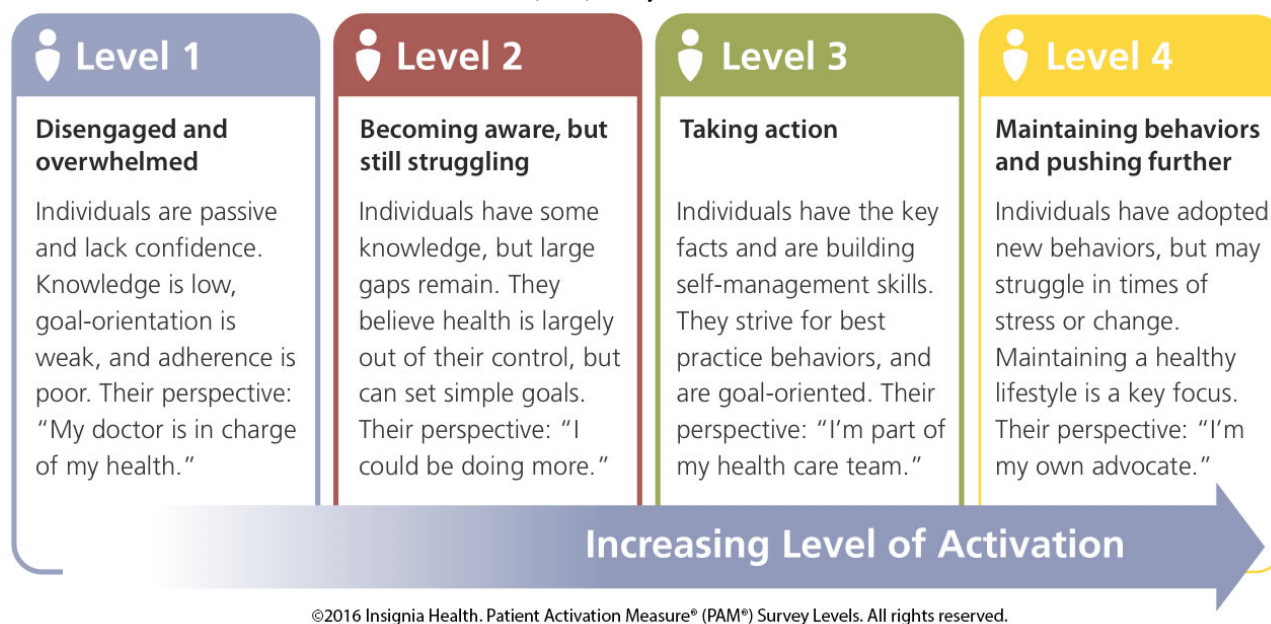 Level 1
Disengaged and
overwhelmed
Individuals are passive
and lack confidence.
Knowledge is low,
goal-orientation is
weak, and adherence is
poor. Their perspective:
“My doctor is in charge
of my health.”
Level 2
Becoming aware, but
still struggling
Individuals have some
knowledge, but large
gaps remain. They
believe health is largely
out of their control, but
can set simple goals.
Their perspective: “I
could be doing more.”
Level 3
Taking action
Individuals have the key
facts and are building
self-management skills.
They strive for best
practice behaviors, and
are goal-oriented. Their
perspective: “I’m part of
my health care team.”
Level 4
Maintaining behaviors
and pushing further
Individuals have adopted
new behaviors, but may
struggle in times of
stress or change.
Maintaining a healthy
lifestyle is a key focus.
Their perspective: “I’m
my own advocate.”
Increasing Level of Activation
©2016 Insignia Health. Patient Activation Measure® (PAM®) Survey Levels. All rights reserved.